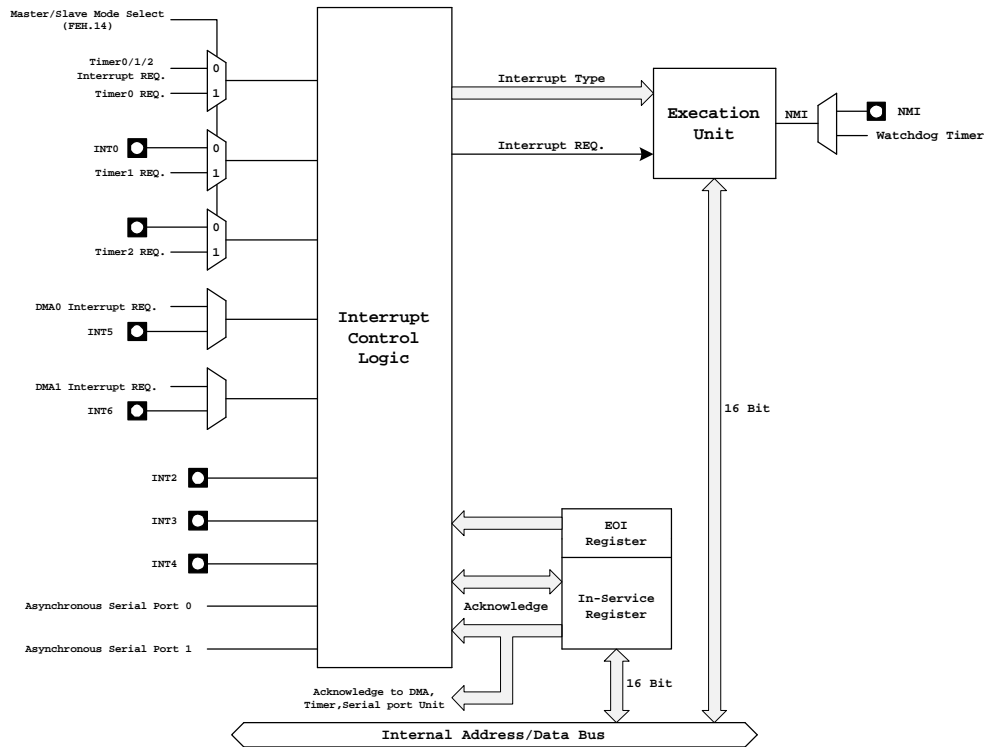 Master/Slave Mode Select
(FEH.14)
Timer0/1/2
Interrupt REQ.
Timer0 REQ.
0
1
INT0
Timer1 REQ.
0
1
Timer2 REQ.
0
1
DMA0 Interrupt REQ.
INT5
DMA1 Interrupt REQ.
INT6
INT2
INT3
INT4
Asynchronous Serial Port 0
Asynchronous Serial Port 1
Interrupt
Control
Logic
Interrupt Type
Interrupt REQ.
Execation
Unit
NMI
NMI
Watchdog Timer
16 Bit
EOI
Register
In-Service
Register
Acknowledge
Acknowledge to DMA,
Timer,Serial port Unit
16 Bit
Internal Address/Data Bus